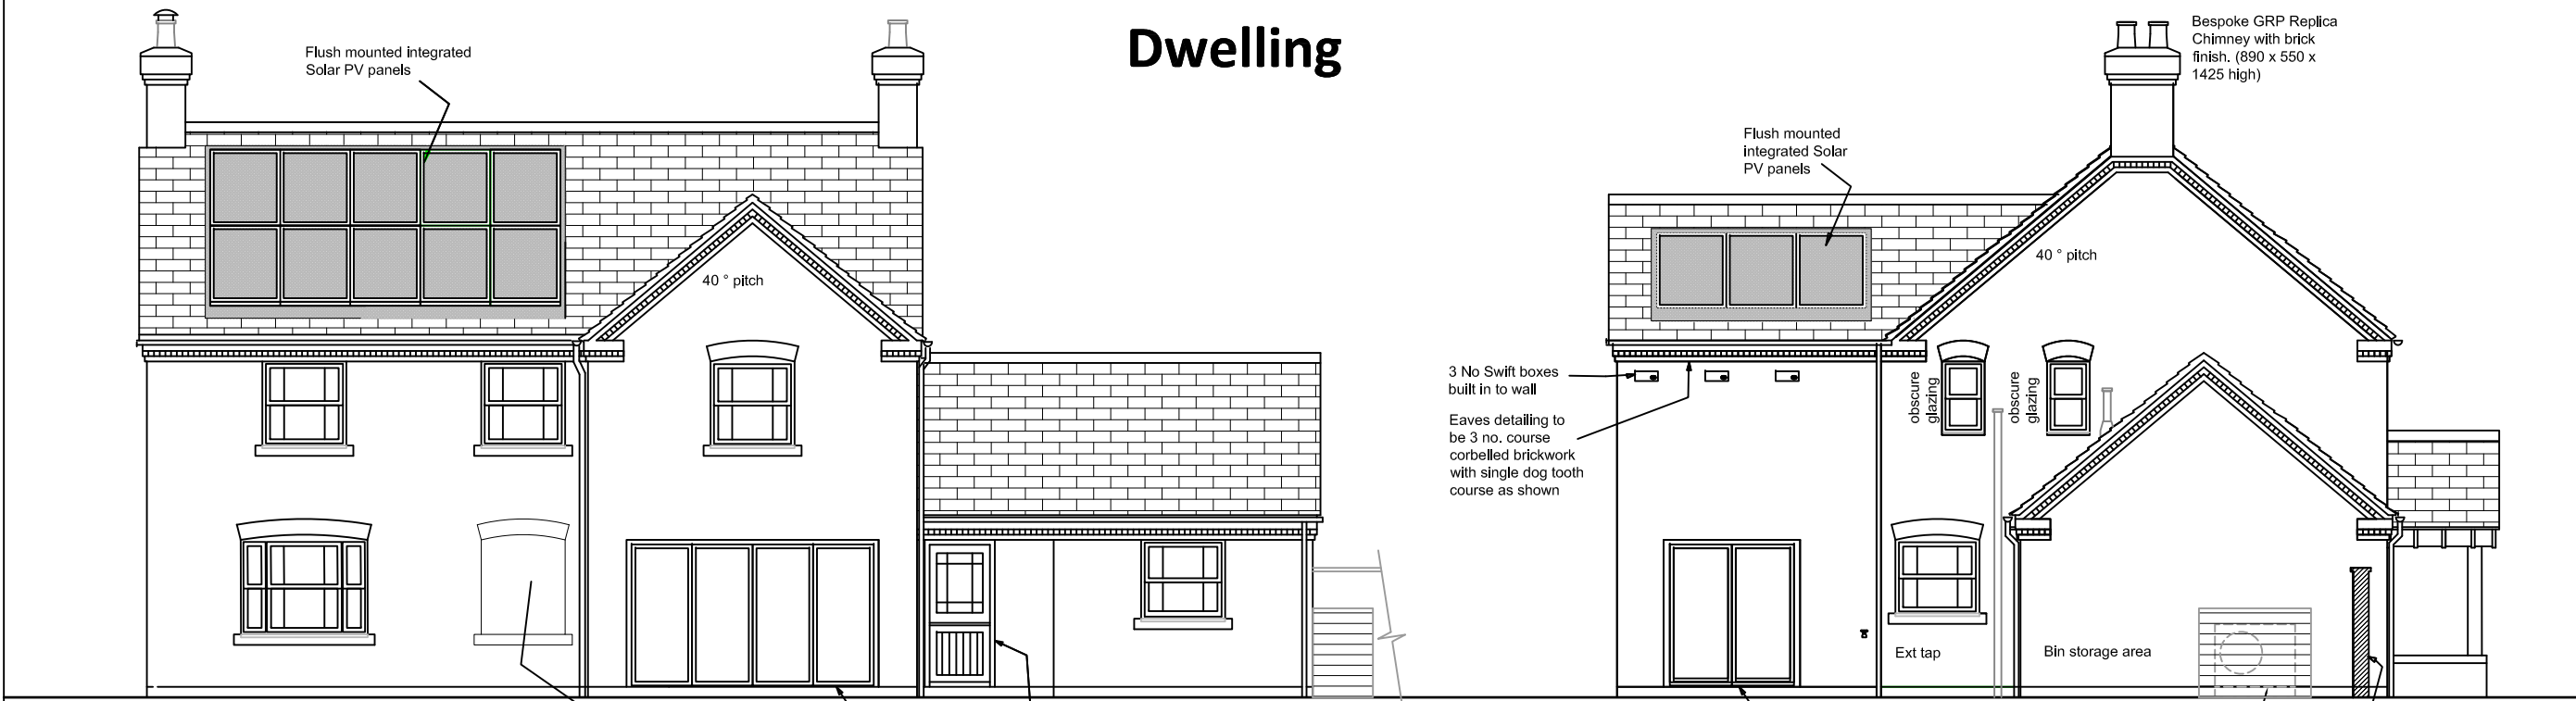 Dwelling
Flush mounted integrated
Solar PV panels
40 ° pitch
Bespoke GRP Replica
Chimney with brick
finish. (890 x 550 x
1425 high)
Flush mounted
integrated Solar
PV panels
40 ° pitch
3 No Swift boxes
built in to wall
Eaves detailing to
be 3 no. course
corbelled brickwork
with single dog tooth
course as shown
obscure
glazing
obscure
glazing
Ext tap
Bin storage area